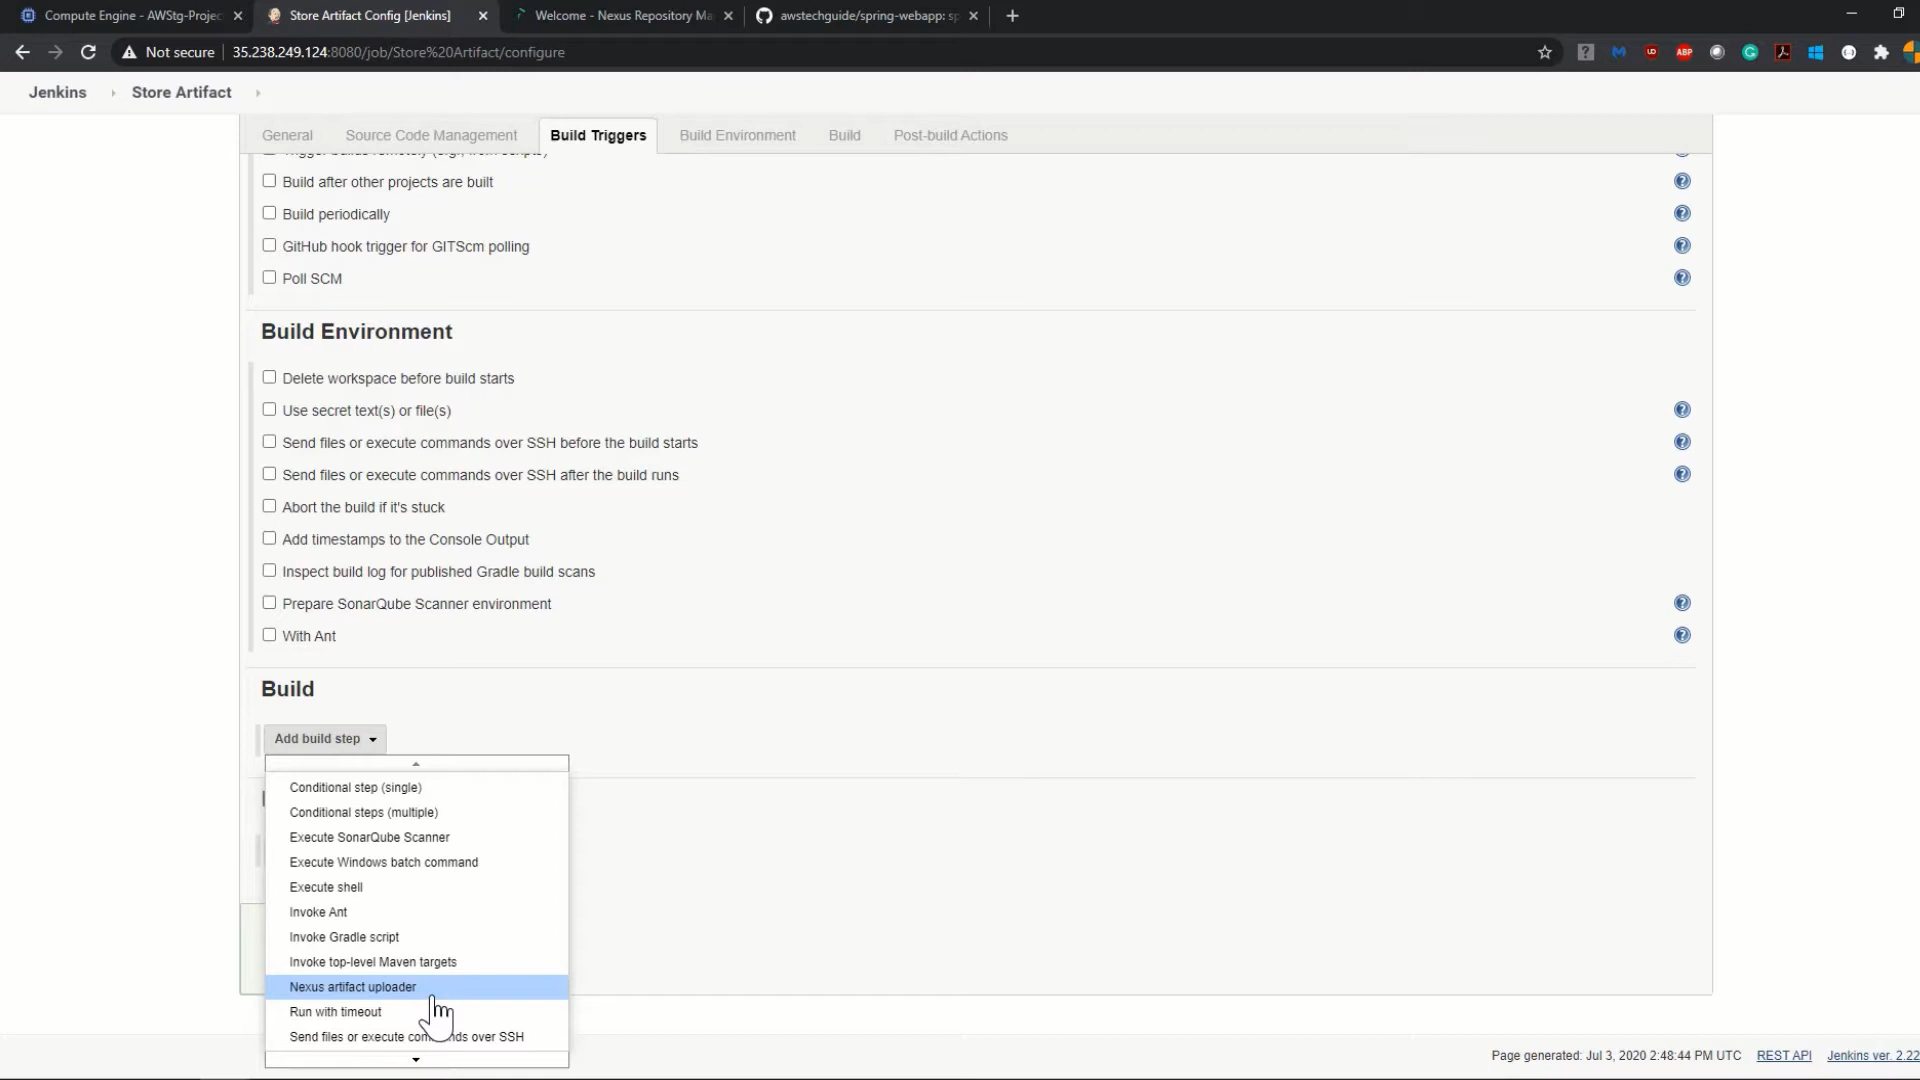 Compute Engine - AWStg-Projec
Store Artifact Config [Jenkins]
Welcome - Nexus Repository Ma
awstechguide/spring-webapp: sp
Not secure
35.238.249.124:8080/job/Store%20Artifact/configure
ABP
Jenkins
Store Artifact
General
Source Code Management
Build Triggers
Build Environment
Build
Post-build Actions
Trigger builds remotely (e.g., from scripts)
Build after other projects are built
Build periodically
GitHub hook trigger for GITScm polling
Poll SCM
Build Environment
Delete workspace before build starts
Use secret text(s) or file(s)
Send files or execute commands over SSH before the build starts
Send files or execute commands over SSH after the build runs
Abort the build if it's stuck
Add timestamps to the Console Output
Inspect build log for published Gradle build scans
Prepare SonarQube Scanner environment
With Ant
Build
Add build step
Conditional step (single)
Conditional steps (multiple)
Execute SonarQube Scanner
Execute Windows batch command
Execute shell
Invoke Ant
Invoke Gradle script
Invoke top-level Maven targets
Nexus artifact uploader
Run with timeout
Send files or execute commands over SSH
Page generated: Jul 3, 2020 2:48:44 PM UTC
REST API
Jenkins ver. 2.22